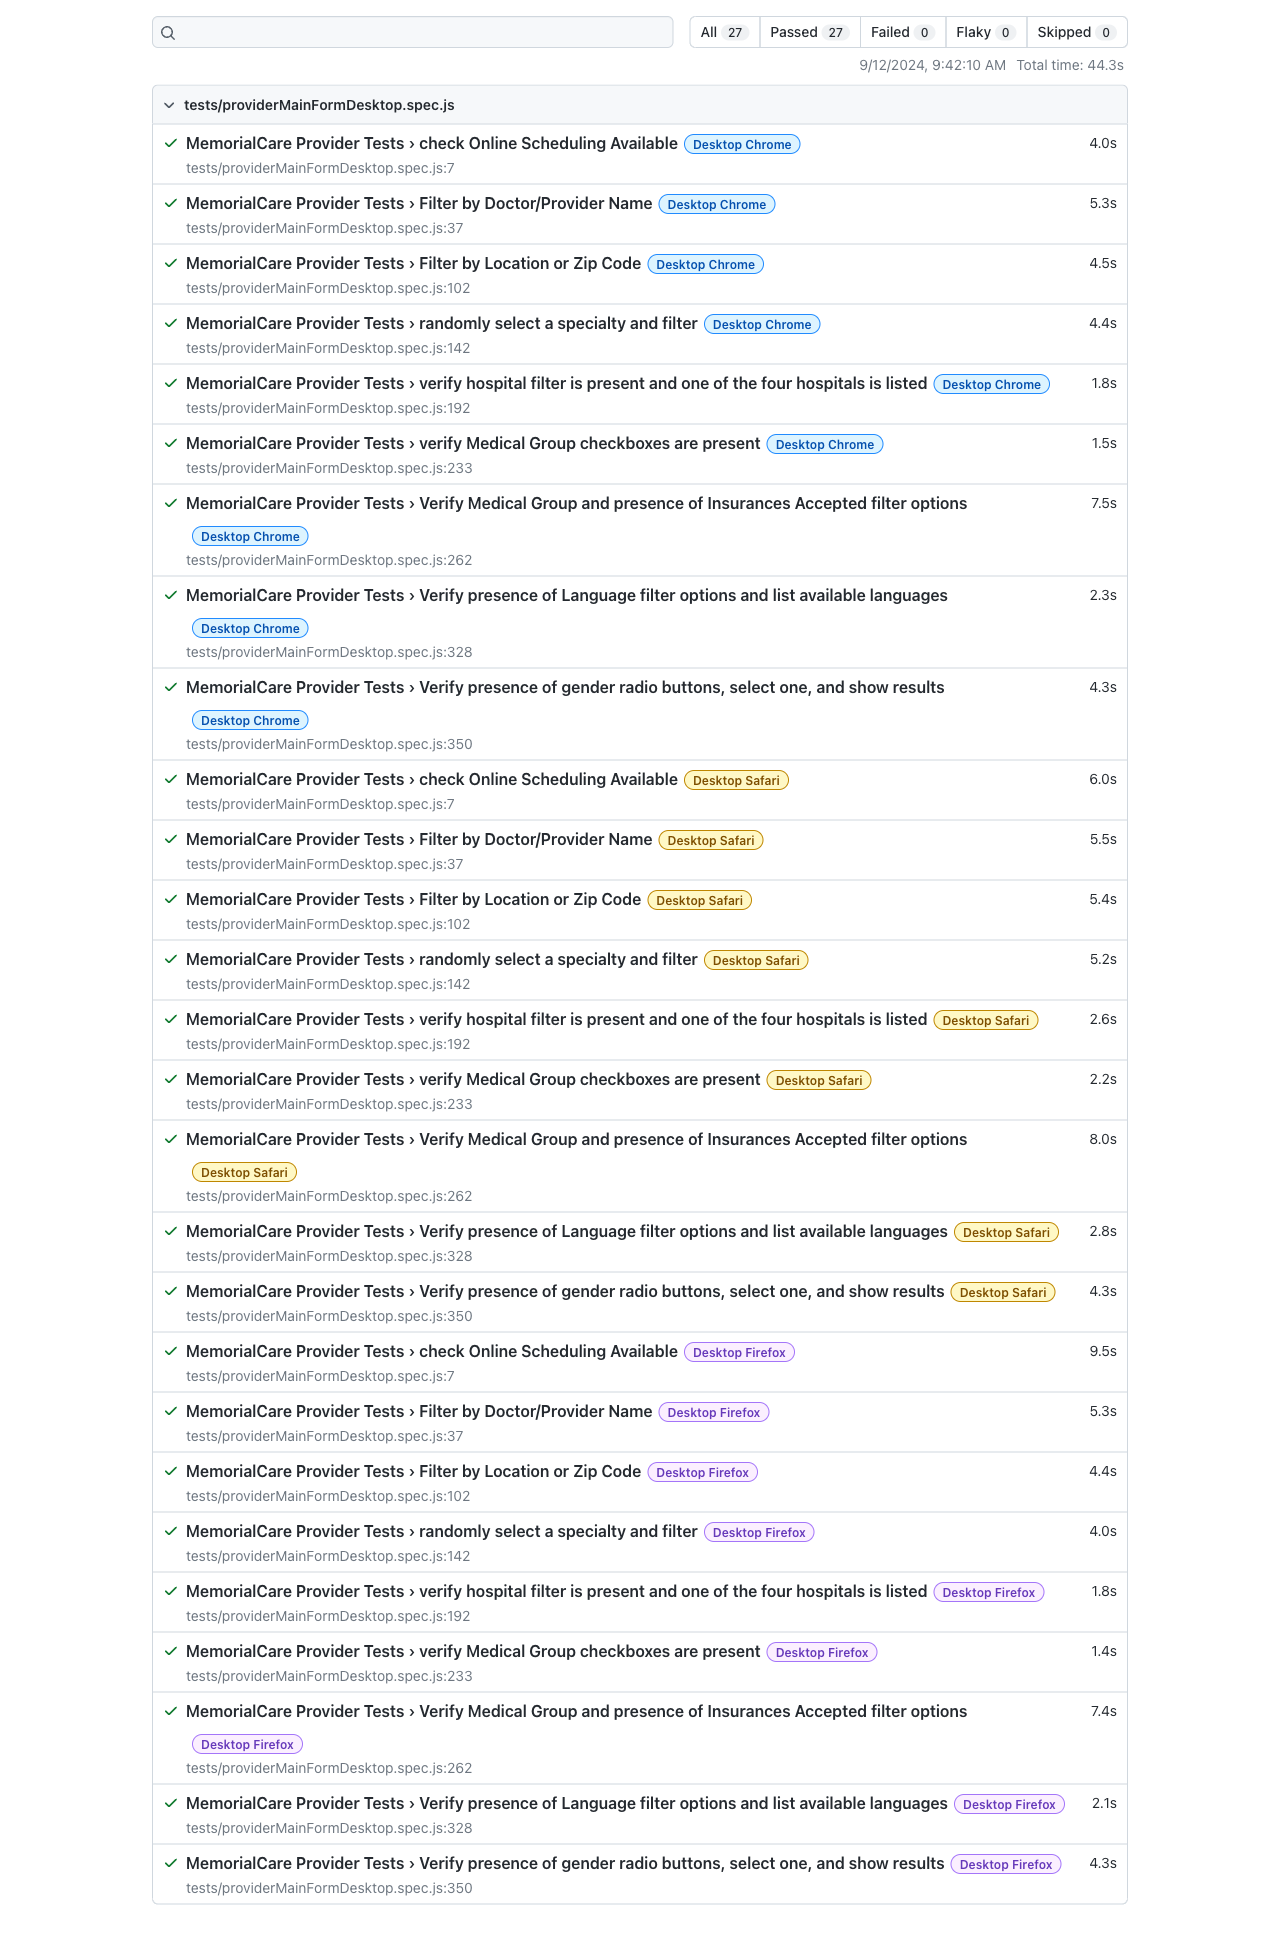 All 27 Passed 27 Failed 0 Flaky 0 Skipped 0
9/12/2024, 9:42:10 AM Total time: 44.3s
tests/providerMainFormDesktop.spec.js
MemorialCare Provider Tests › check Online Scheduling Available Desktop Chrome 4.0s
tests/providerMainFormDesktop.spec.js:7
MemorialCare Provider Tests › Filter by Doctor/Provider Name Desktop Chrome 5.3s
tests/providerMainFormDesktop.spec.js:37
MemorialCare Provider Tests › Filter by Location or Zip Code Desktop Chrome 4.5s
tests/providerMainFormDesktop.spec.js:102
MemorialCare Provider Tests › randomly select a specialty and filter Desktop Chrome 4.4s
tests/providerMainFormDesktop.spec.js:142
MemorialCare Provider Tests › verify hospital filter is present and one of the four hospitals is listed Desktop Chrome 1.8s
tests/providerMainFormDesktop.spec.js:192
MemorialCare Provider Tests › verify Medical Group checkboxes are present Desktop Chrome 1.5s
tests/providerMainFormDesktop.spec.js:233
MemorialCare Provider Tests › Verify Medical Group and presence of Insurances Accepted filter options 7.5s
Desktop Chrome
tests/providerMainFormDesktop.spec.js:262
MemorialCare Provider Tests › Verify presence of Language filter options and list available languages 2.3s
Desktop Chrome
tests/providerMainFormDesktop.spec.js:328
MemorialCare Provider Tests › Verify presence of gender radio buttons, select one, and show results 4.3s
Desktop Chrome
tests/providerMainFormDesktop.spec.js:350
MemorialCare Provider Tests › check Online Scheduling Available Desktop Safari 6.0s
tests/providerMainFormDesktop.spec.js:7
MemorialCare Provider Tests › Filter by Doctor/Provider Name Desktop Safari 5.5s
tests/providerMainFormDesktop.spec.js:37
MemorialCare Provider Tests › Filter by Location or Zip Code Desktop Safari 5.4s
tests/providerMainFormDesktop.spec.js:102
MemorialCare Provider Tests › randomly select a specialty and filter Desktop Safari 5.2s
tests/providerMainFormDesktop.spec.js:142
MemorialCare Provider Tests › verify hospital filter is present and one of the four hospitals is listed Desktop Safari 2.6s
tests/providerMainFormDesktop.spec.js:192
MemorialCare Provider Tests › verify Medical Group checkboxes are present Desktop Safari 2.2s
tests/providerMainFormDesktop.spec.js:233
MemorialCare Provider Tests › Verify Medical Group and presence of Insurances Accepted filter options 8.0s
Desktop Safari
tests/providerMainFormDesktop.spec.js:262
MemorialCare Provider Tests › Verify presence of Language filter options and list available languages Desktop Safari 2.8s
tests/providerMainFormDesktop.spec.js:328
MemorialCare Provider Tests › Verify presence of gender radio buttons, select one, and show results Desktop Safari 4.3s
tests/providerMainFormDesktop.spec.js:350
MemorialCare Provider Tests › check Online Scheduling Available Desktop Firefox 9.5s
tests/providerMainFormDesktop.spec.js:7
MemorialCare Provider Tests › Filter by Doctor/Provider Name Desktop Firefox 5.3s
tests/providerMainFormDesktop.spec.js:37
MemorialCare Provider Tests › Filter by Location or Zip Code Desktop Firefox 4.4s
tests/providerMainFormDesktop.spec.js:102
MemorialCare Provider Tests › randomly select a specialty and filter Desktop Firefox 4.0s
tests/providerMainFormDesktop.spec.js:142
MemorialCare Provider Tests › verify hospital filter is present and one of the four hospitals is listed Desktop Firefox 1.8s
tests/providerMainFormDesktop.spec.js:192
MemorialCare Provider Tests › verify Medical Group checkboxes are present Desktop Firefox 1.4s
tests/providerMainFormDesktop.spec.js:233
MemorialCare Provider Tests › Verify Medical Group and presence of Insurances Accepted filter options 7.4s
Desktop Firefox
tests/providerMainFormDesktop.spec.js:262
MemorialCare Provider Tests › Verify presence of Language filter options and list available languages Desktop Firefox 2.1s
tests/providerMainFormDesktop.spec.js:328
MemorialCare Provider Tests › Verify presence of gender radio buttons, select one, and show results Desktop Firefox 4.3s
tests/providerMainFormDesktop.spec.js:350